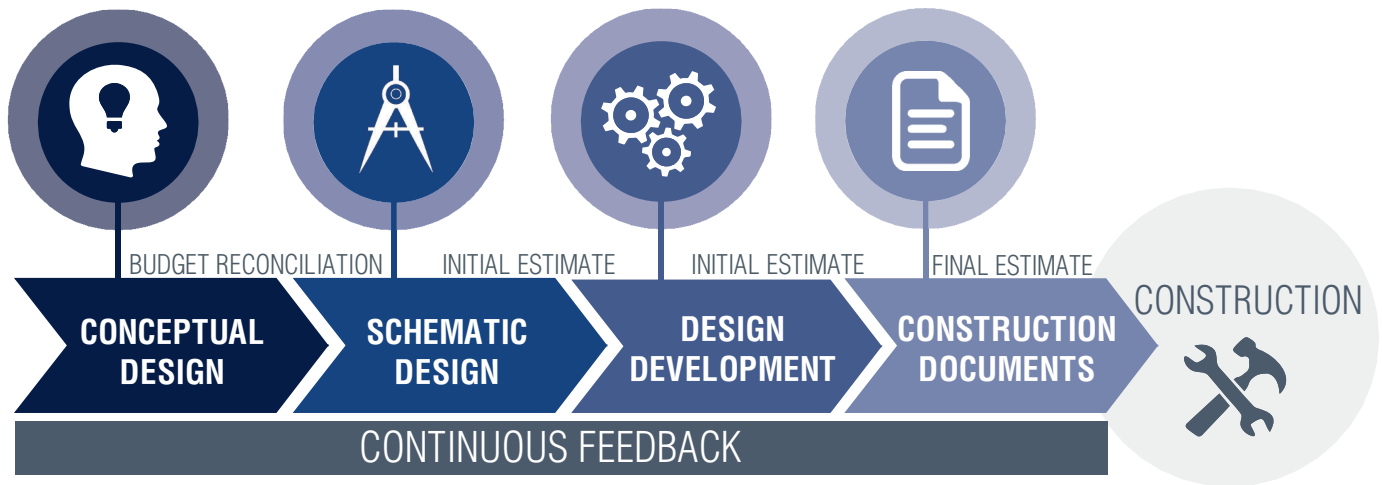 BUDGET RECONCILIATION
INITIAL ESTIMATE
INITIAL ESTIMATE
FINAL ESTIMATE
CONCEPTUAL
DESIGN
SCHEMATIC
DESIGN
DESIGN
DEVELOPMENT
CONSTRUCTION
DOCUMENTS
CONSTRUCTION
CONTINUOUS FEEDBACK